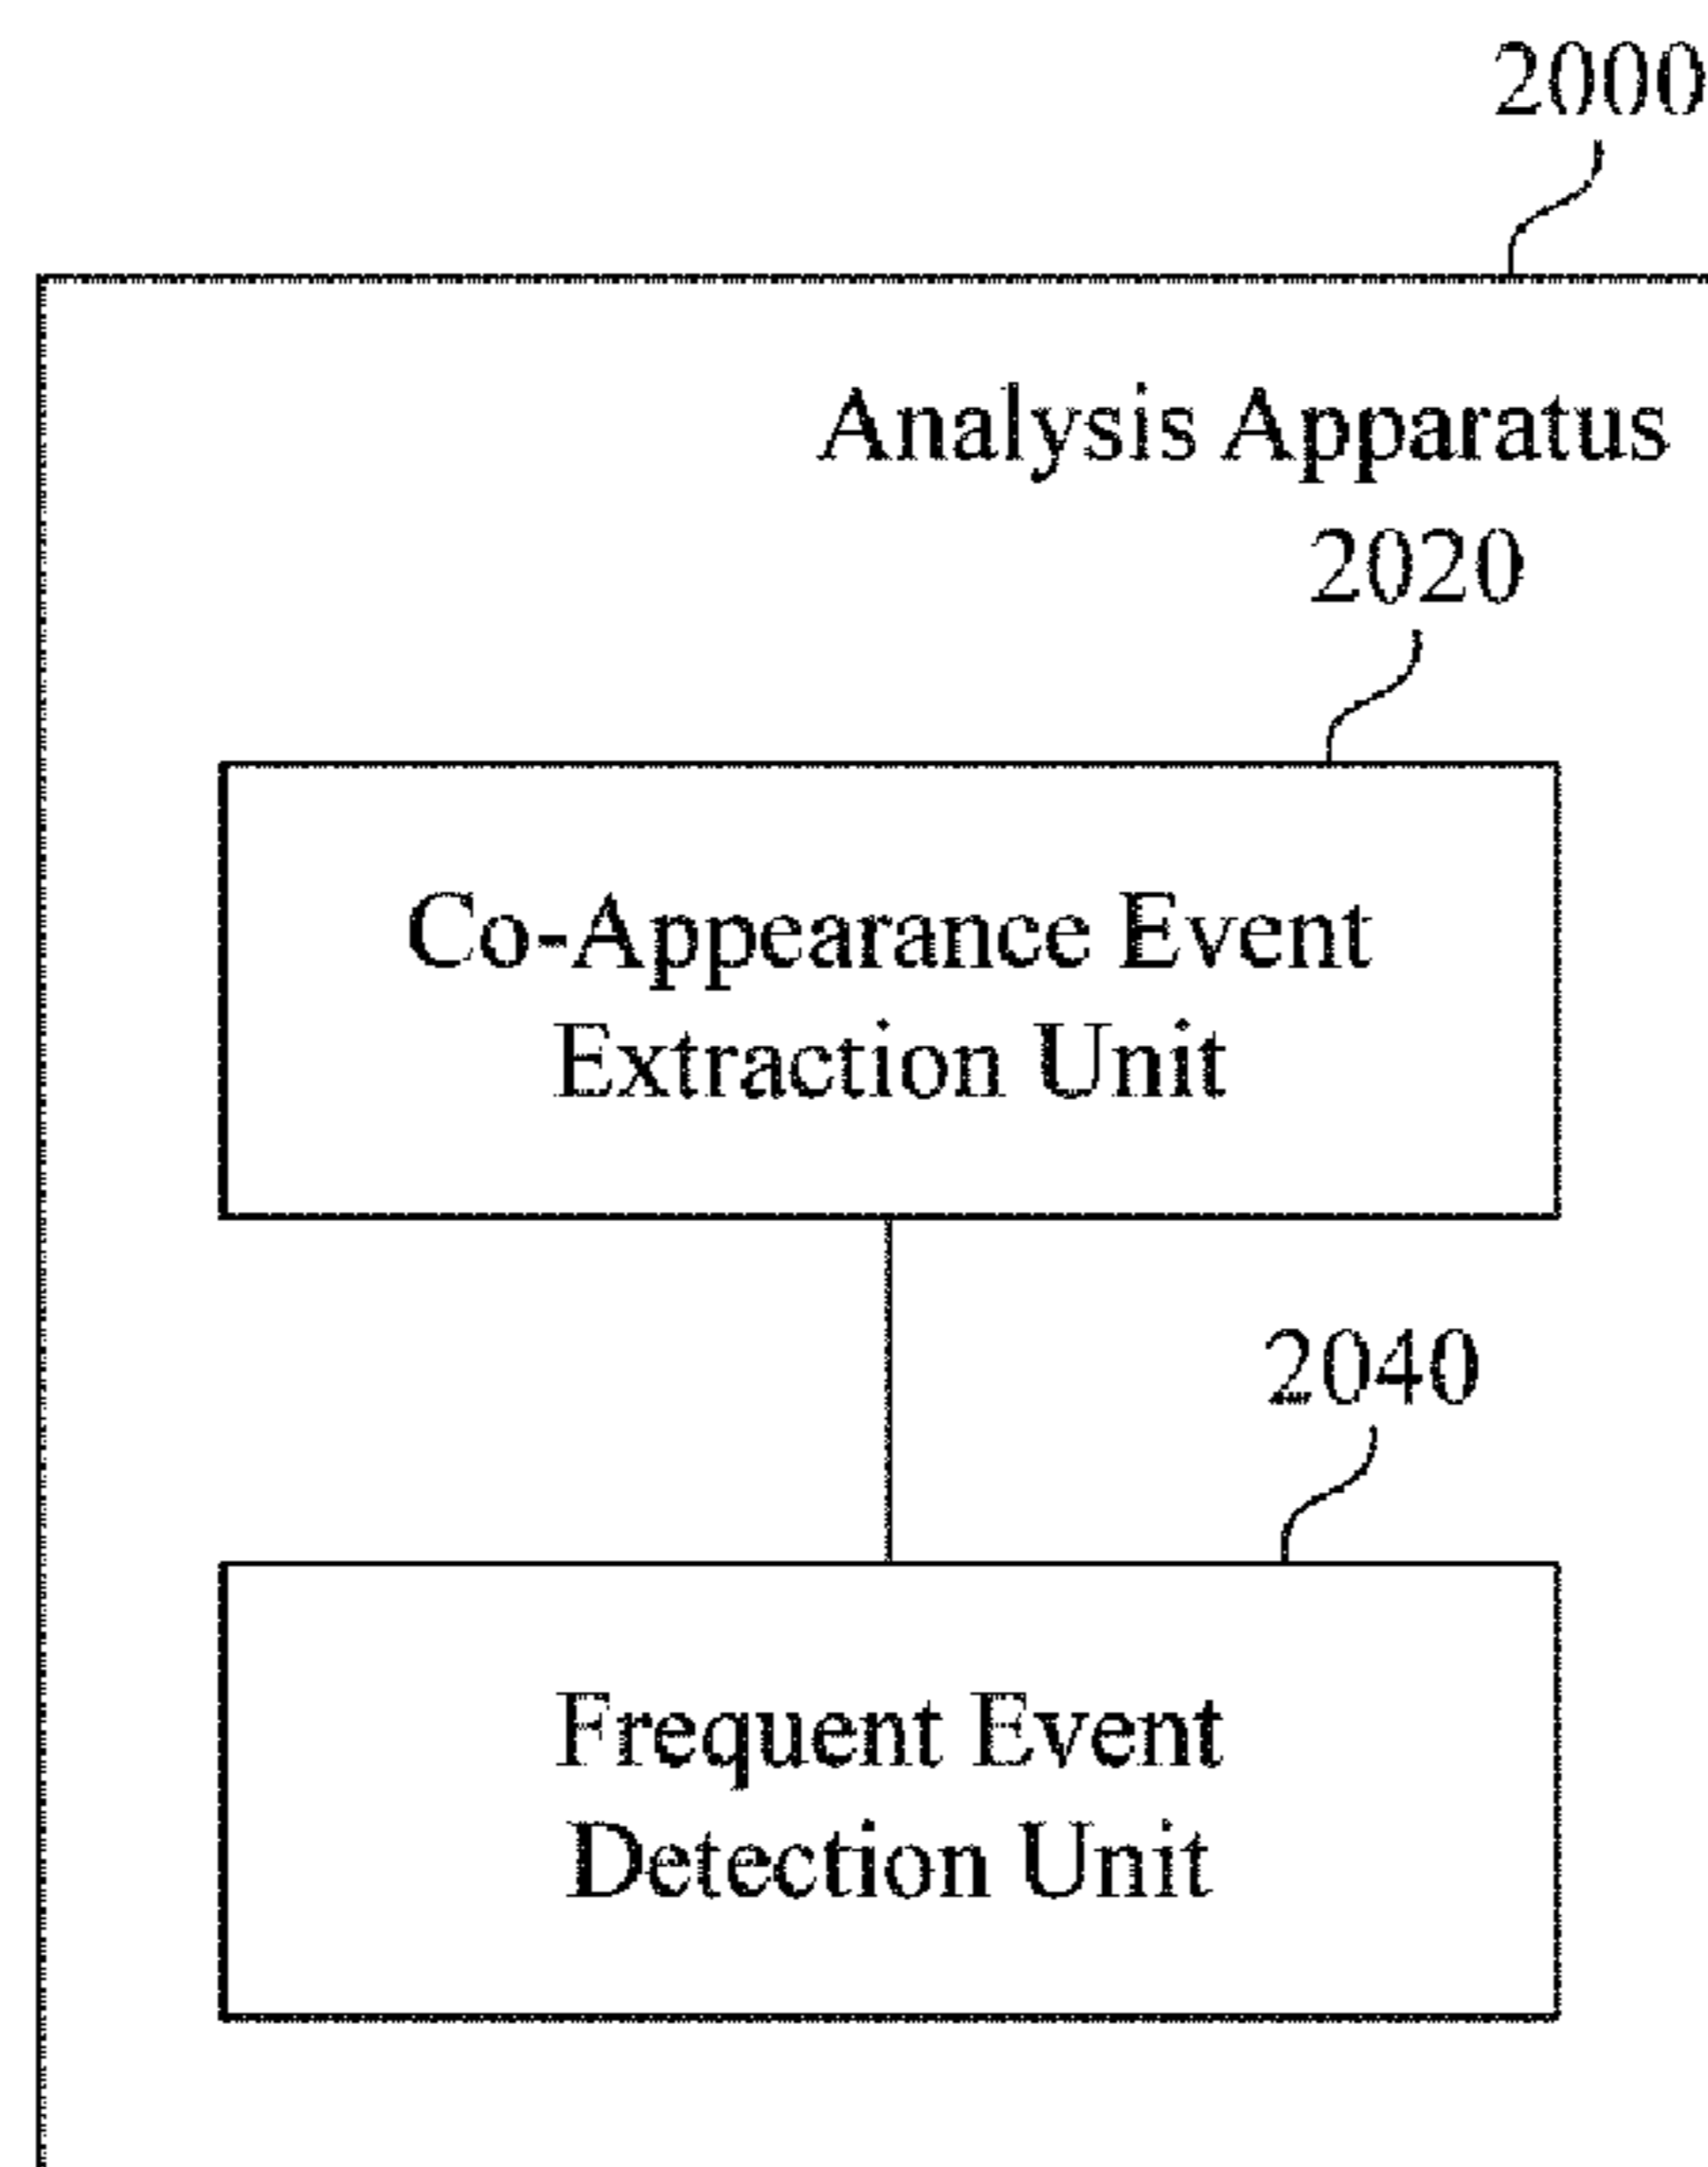 2000
Analysis Apparatus
2020
Co-Appearance Event
Extraction Unit
2040
Frequent Event
Detection Unit